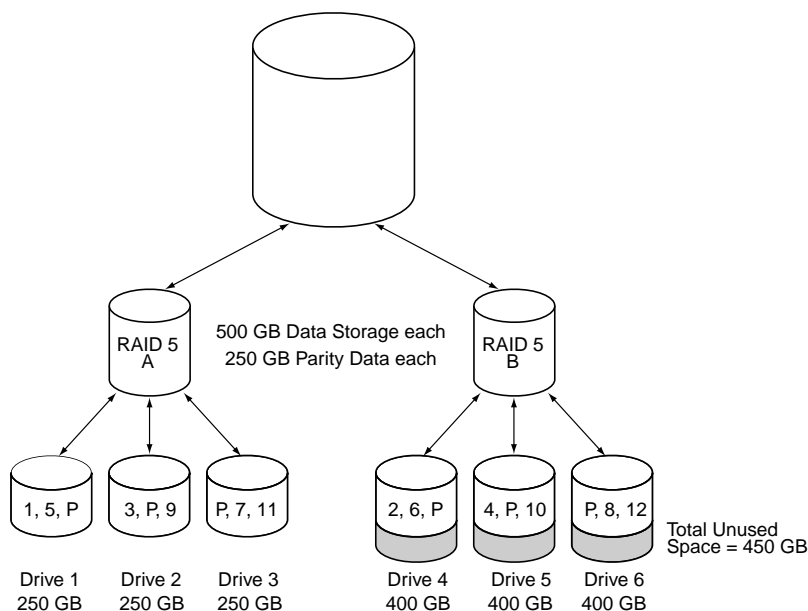 RAID 5
A
500 GB Data Storage each
250 GB Parity Data each
RAID 5
B
1, 5, P
3, P, 9
P, 7, 11
2, 6, P
4, P, 10
P, 8, 12
Total Unused
Space = 450 GB
Drive 1
250 GB
Drive 2
250 GB
Drive 3
250 GB
Drive 4
400 GB
Drive 5
400 GB
Drive 6
400 GB